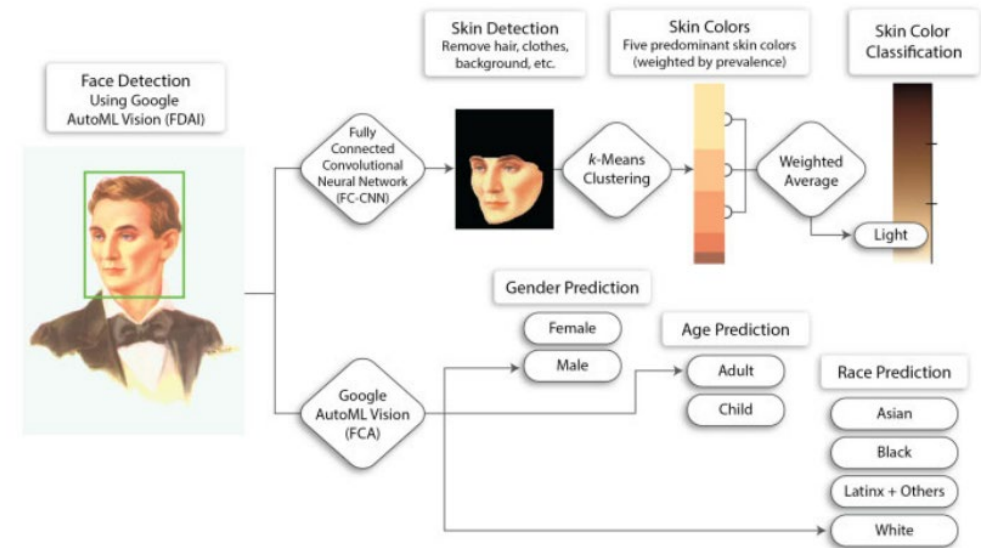 Face Detection
Using Google
AutoML Vision (FDAI)
Fully
Connected
Convolutional
Neural Network
(FC-CNN)
Skin Detection
Remove hair, clothes,
background, etc.
k-Means
Clustering
Skin Colors
Five predominant skin colors
(weighted by prevalence)
Weighted
Average
Skin Color
Classification
Light
Google
AutoML Vision
(FCA)
Gender Prediction
Female
Male
Age Prediction
Adult
Child
Race Prediction
Asian
Black
Latinx + Others
White